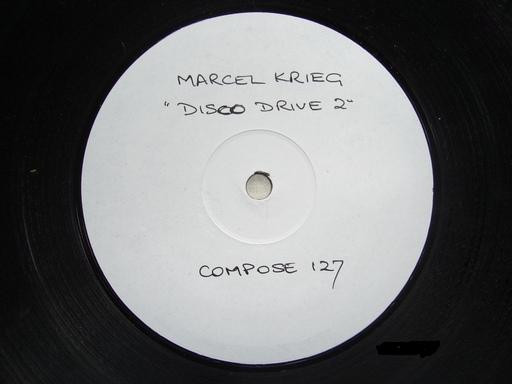 MARCEL KRIEG
"DISCO DRIVE 2"
COMPOSE 127